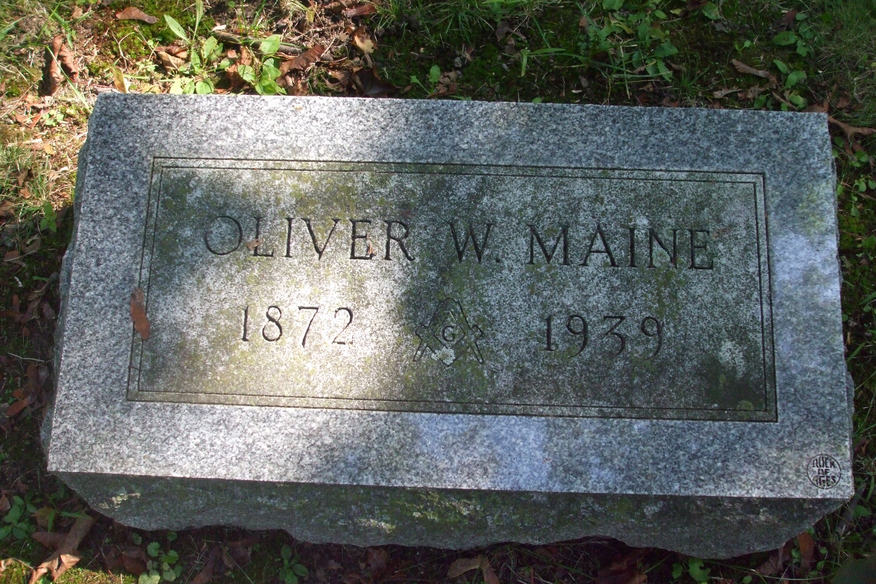 OLIVER W. MAINE
1872 G 1939
ROCK
OF
AGES